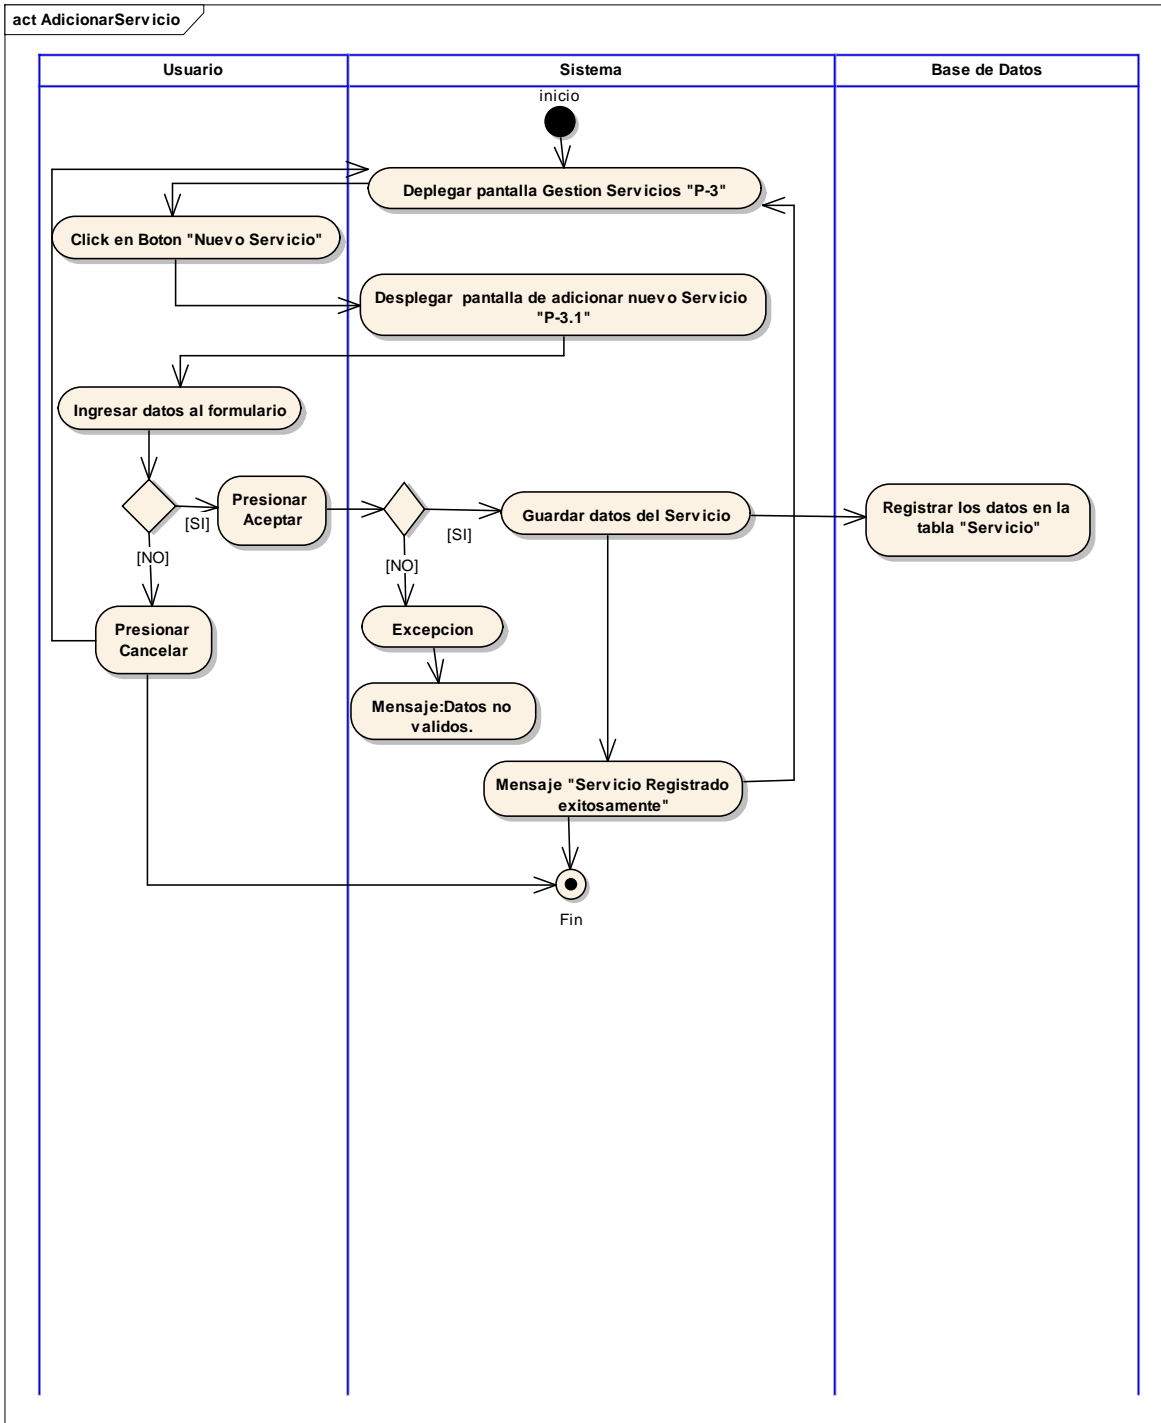 act AdicionarServicio
Usuario
Sistema
Base de Datos
inicio
Deplegar pantalla Gestion Servicios "P-3"
Click en Boton "Nuevo Servicio"
Desplegar pantalla de adicionar nuevo Servicio
"P-3.1"
Ingresar datos al formulario
[SI]
Presionar
Aceptar
[SI]
Guardar datos del Servicio
Registrar los datos en la
tabla "Servicio"
[NO]
[NO]
Presionar
Cancelar
Excepcion
Mensaje:Datos no
validos.
Mensaje "Servicio Registrado
exitosamente"
Fin